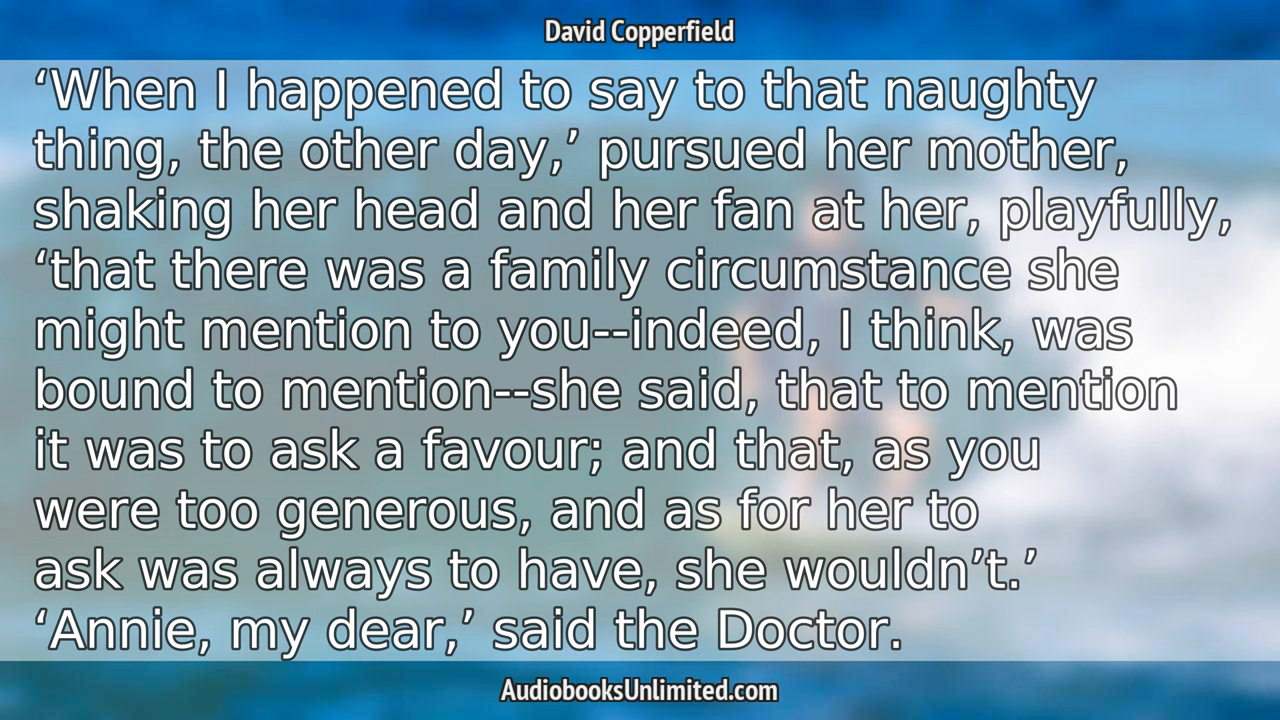 David Copperfield
‘When I happened to say to that naughty
thing, the other day,’ pursued her mother,
shaking her head and her fan at her, playfully,
‘that there was a family circumstance she
might mention to you--indeed, I think, was
bound to mention--she said, that to mention
it was to ask a favour; and that, as you
were too generous, and as for her to
ask was always to have, she wouldn’t.’
‘Annie, my dear,’ said the Doctor.
AudiobooksUnlimited.com